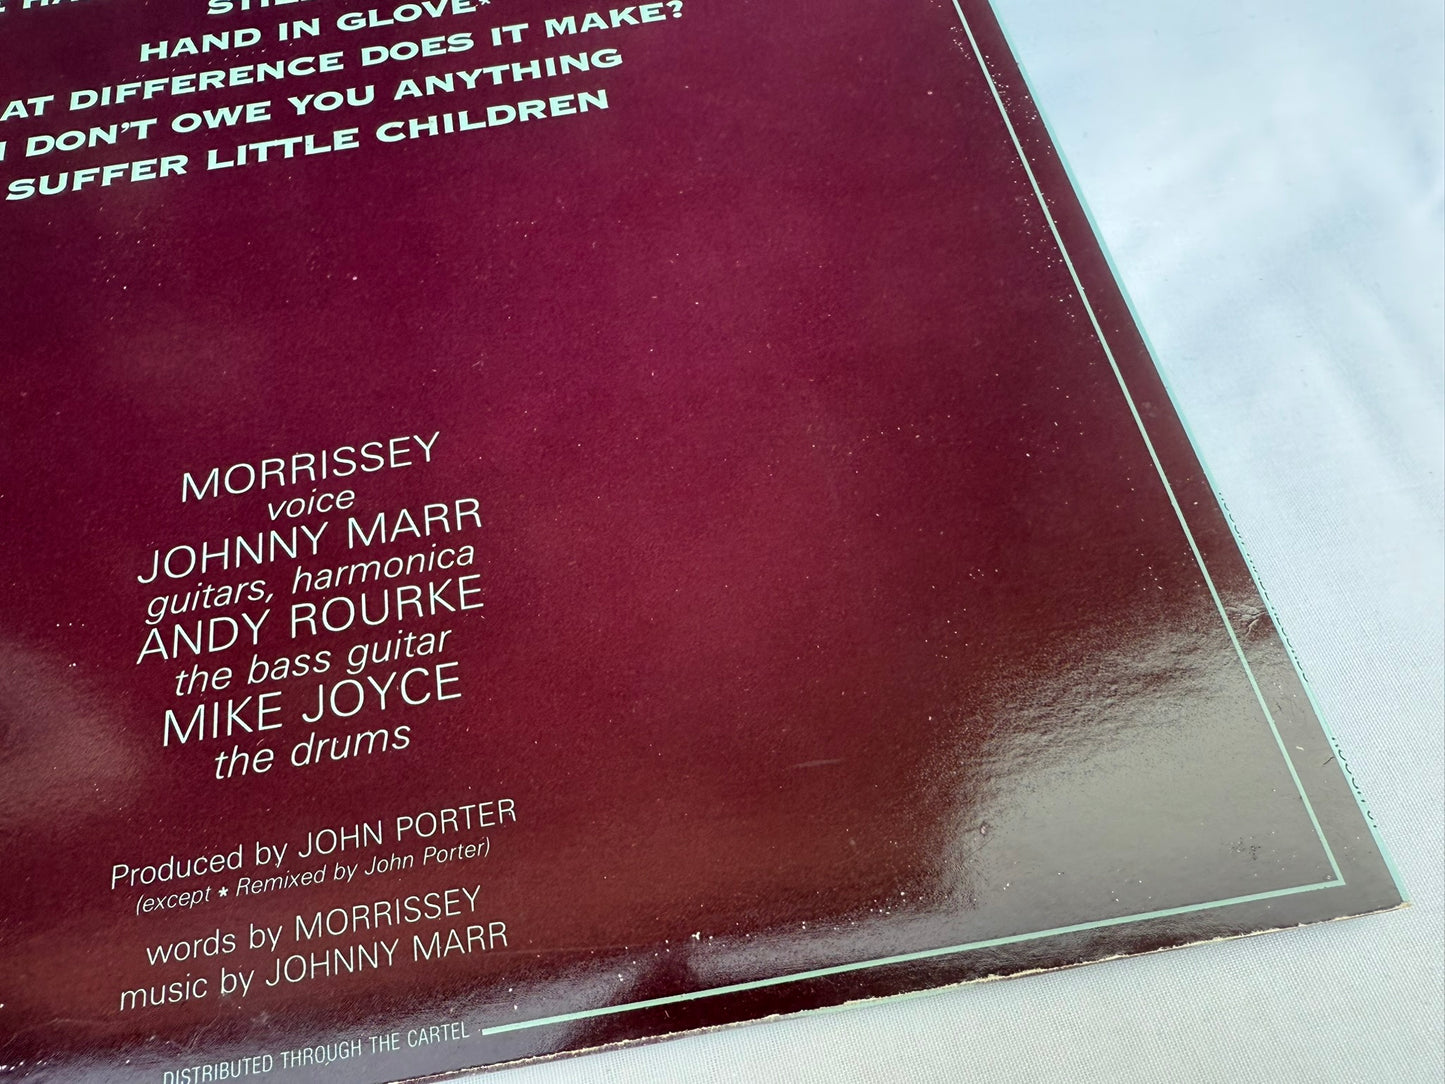 STILL
HAND IN GLOVE*
AT DIFFERENCE DOES IT MAKE?
I DON'T OWE YOU ANYTHING
SUFFER LITTLE CHILDREN
MORRISSEY
voice
JOHNNY MARR
guitars, harmonica
ANDY ROURKE
the bass guitar
MIKE JOYCE
the drums
Produced by JOHN PORTER
(except * Remixed by John Porter)
words by MORRISSEY
music by JOHNNY MARR
DISTRIBUTED THROUGH THE CARTEL